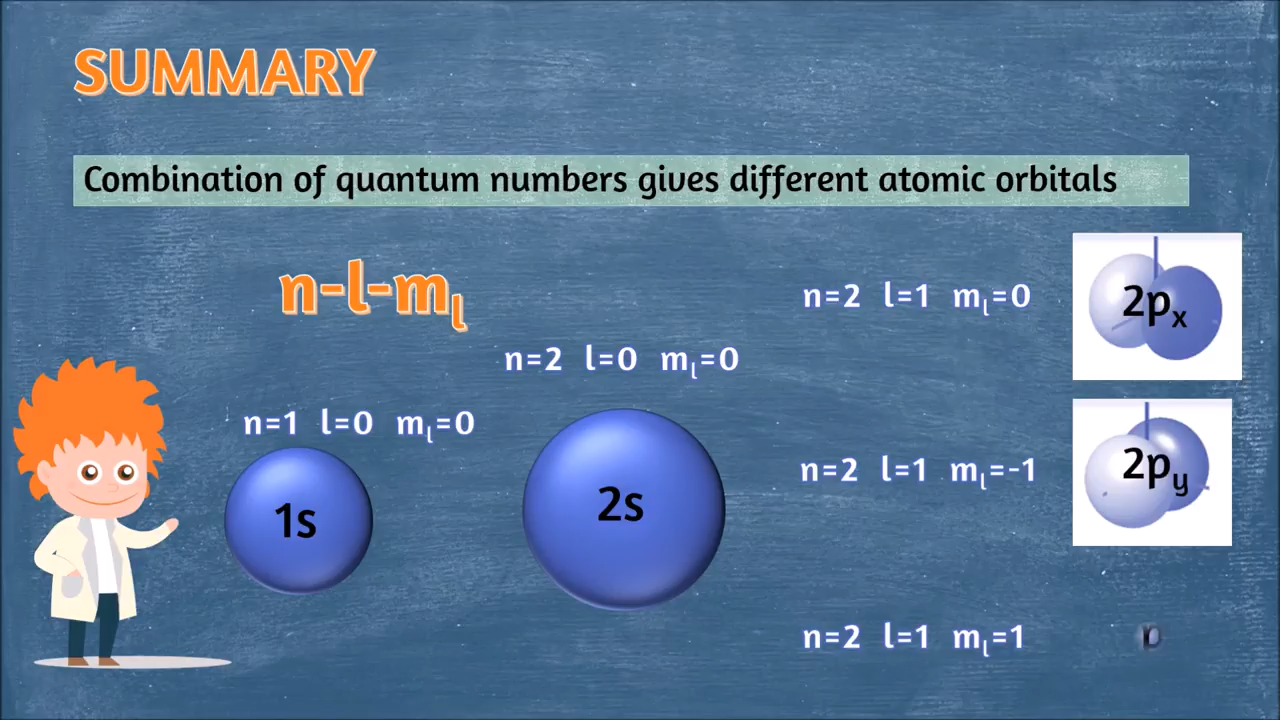 SUMMARY
Combination of quantum numbers gives different atomic orbitals
n-l-mₗ
n=1 l=0 mₗ=0
1s
n=2 l=0 mₗ=0
2s
n=2 l=1 mₗ=0
2pₓ
n=2 l=1 mₗ=-1
2py
n=2 l=1 mₗ=1